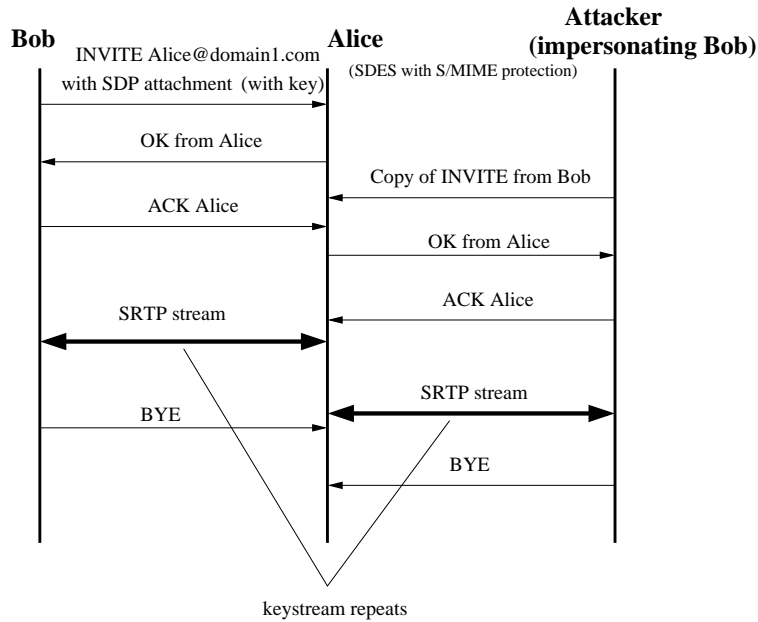 Bob
Alice
Attacker
(impersonating Bob)
INVITE Alice@domain1.com
with SDP attachment (with key)
(SDES with S/MIME protection)
OK from Alice
Copy of INVITE from Bob
ACK Alice
OK from Alice
ACK Alice
SRTP stream
SRTP stream
BYE
BYE
keystream repeats